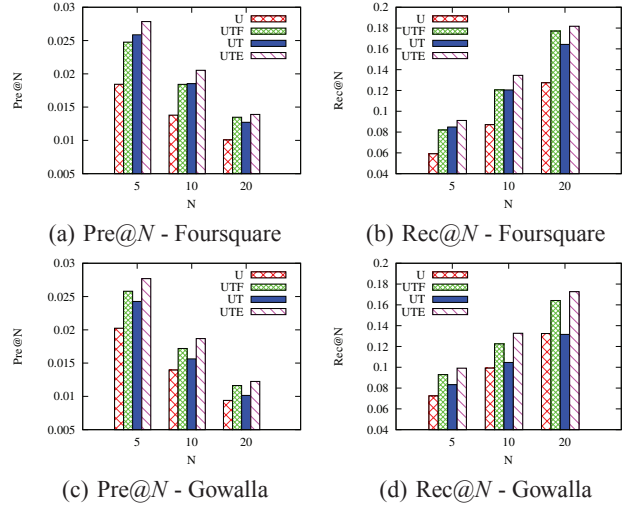 0.03
0.025
0.02
0.015
0.01
0.005
Pre@N
U
UTF
UT
UTE
5 10 20
N
(a) Pre@N - Foursquare
0.2
0.18
0.16
0.14
0.12
0.1
0.08
0.06
0.04
Rec@N
U
UTF
UT
UTE
5 10 20
N
(b) Rec@N - Foursquare
0.03
0.025
0.02
0.015
0.01
0.005
Pre@N
U
UTF
UT
UTE
5 10 20
N
(c) Pre@N - Gowalla
0.2
0.18
0.16
0.14
0.12
0.1
0.08
0.06
0.04
Rec@N
U
UTF
UT
UTE
5 10 20
N
(d) Rec@N - Gowalla